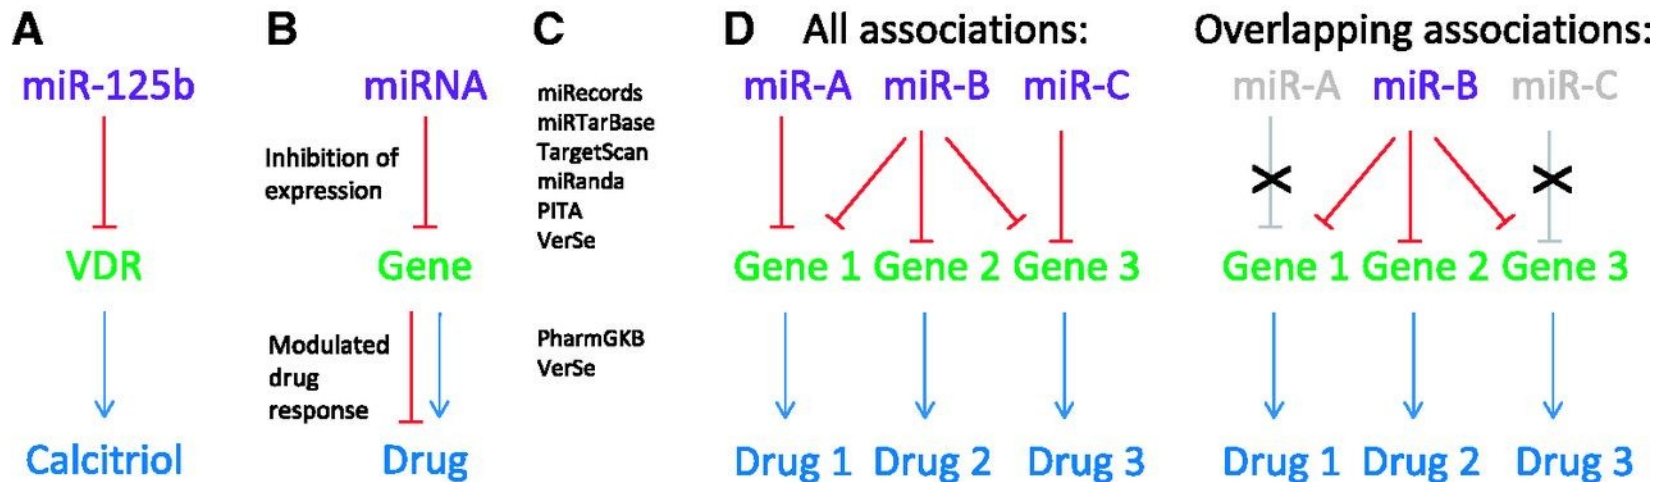 A
miR-125b
VDR
Calcitriol
B
miRNA
Inhibition of
expression
Gene
Modulated
drug
response
Drug
C
miRecords
miRTarBase
TargetScan
miRanda
PITA
VerSe
PharmGKB
VerSe
D
All associations:
miR-A miR-B miR-C
Gene 1 Gene 2 Gene 3
Drug 1 Drug 2 Drug 3
Overlapping associations:
miR-A miR-B miR-C
Gene 1 Gene 2 Gene 3
Drug 1 Drug 2 Drug 3